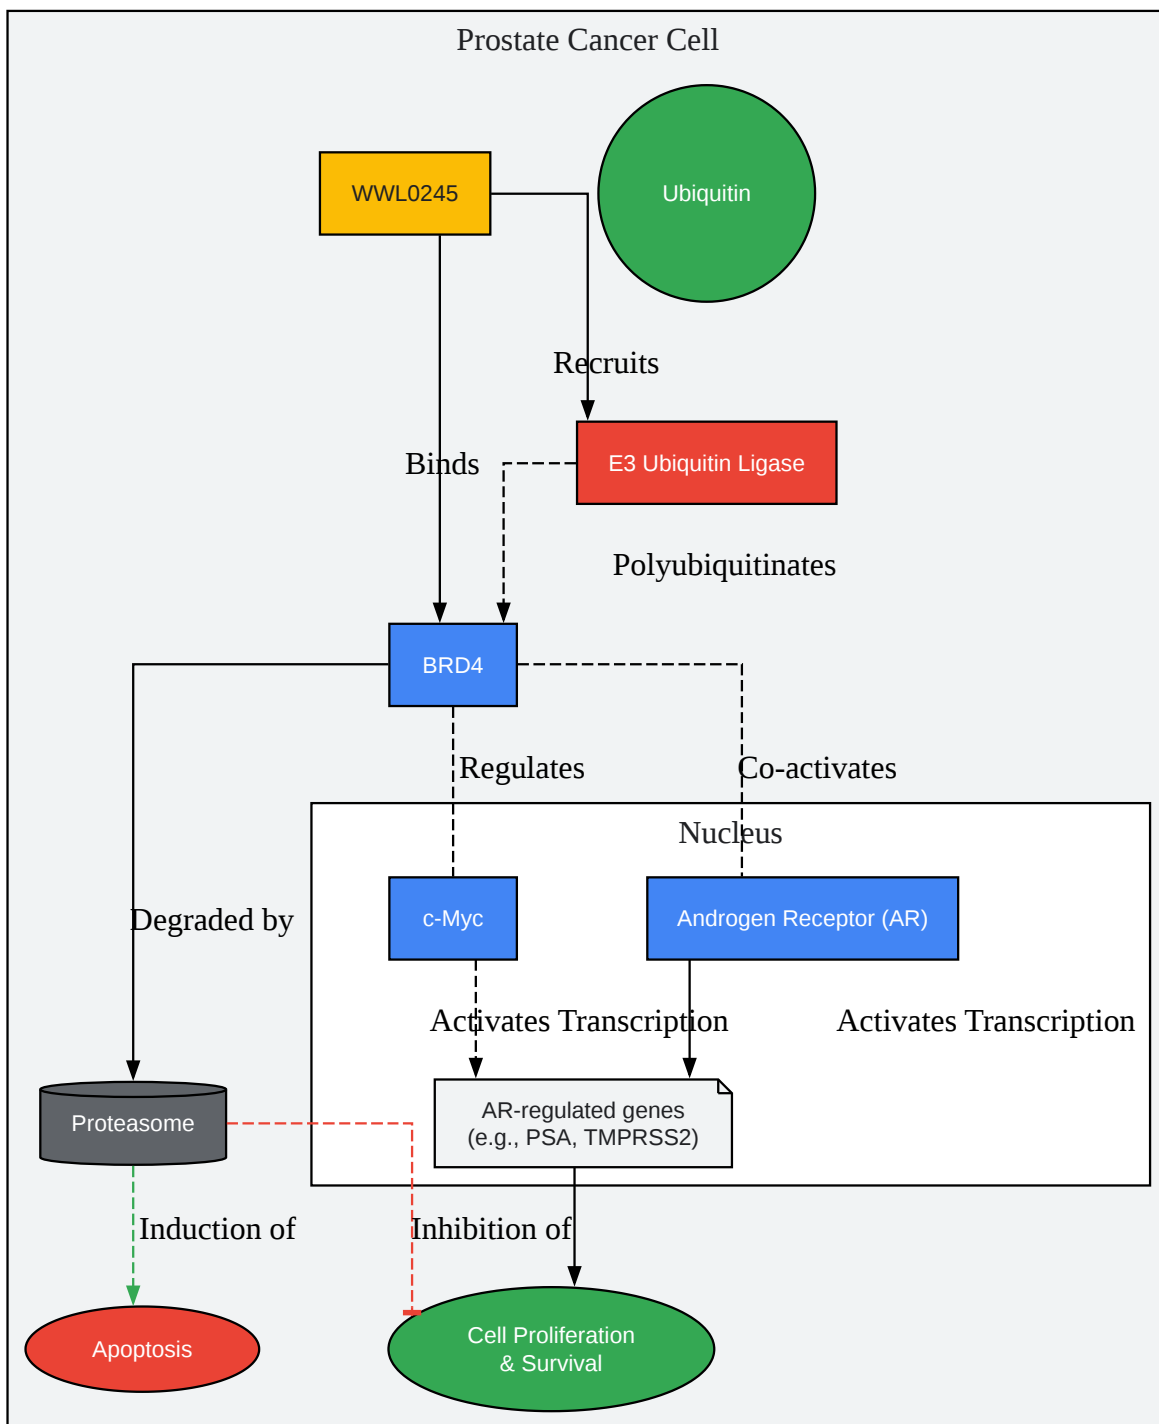 Prostate Cancer Cell
WWL0245
Ubiquitin
Recruits
Binds
E3 Ubiquitin Ligase
Polyubiquitinates
BRD4
Regulates
Co-activates
Nucleus
c-Myc
Androgen Receptor (AR)
Degraded by
Activates Transcription
Activates Transcription
AR-regulated genes
(e.g., PSA, TMPRSS2)
Proteasome
Induction of
Inhibition of
Cell Proliferation
& Survival
Apoptosis